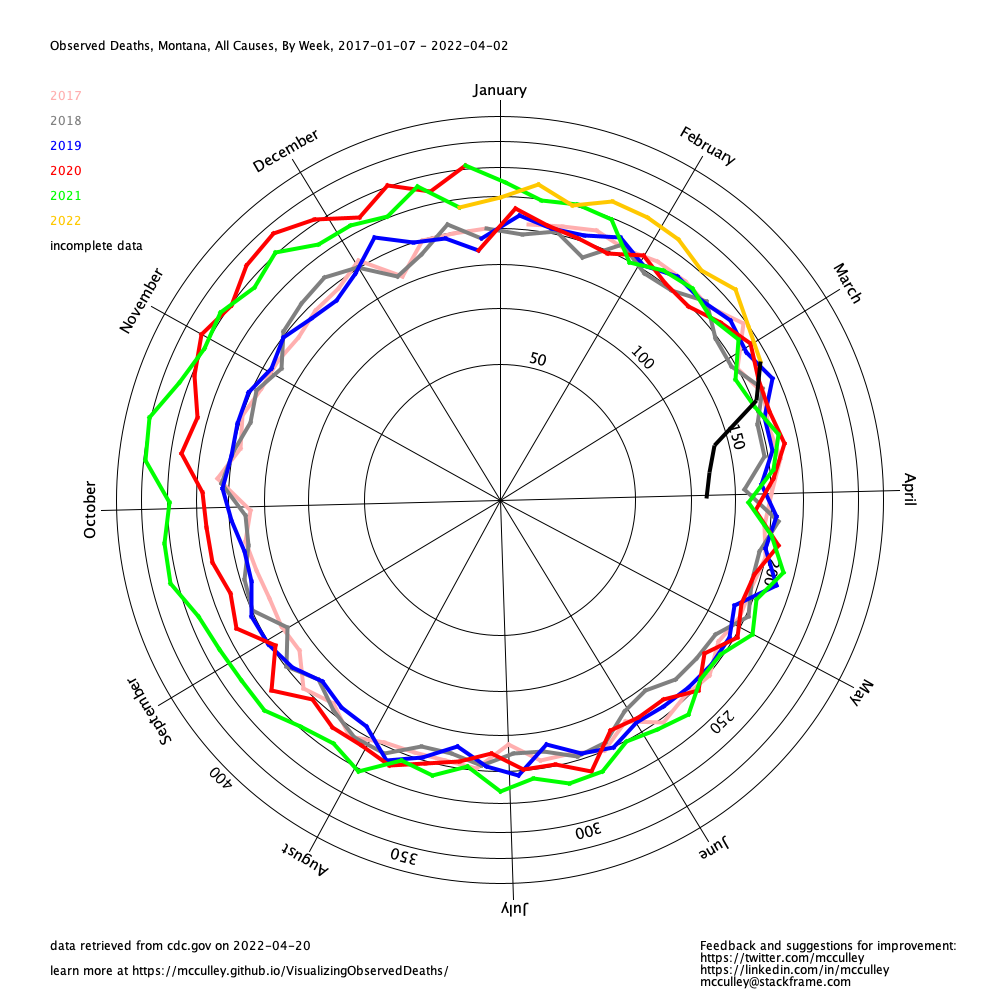 Observed Deaths, Montana, All Causes, By Week, 2017-01-07 - 2022-04-02
2017
2018
2019
2020
2021
2022
incomplete data
January
February
March
April
May
June
July
August
September
October
November
December
50
100
150
200
250
300
350
400
data retrieved from cdc.gov on 2022-04-20
learn more at https://mcculley.github.io/VisualizingObservedDeaths/
Feedback and suggestions for improvement:
https://twitter.com/mcculley
https://linkedin.com/in/mcculley
mcculley@stackframe.com